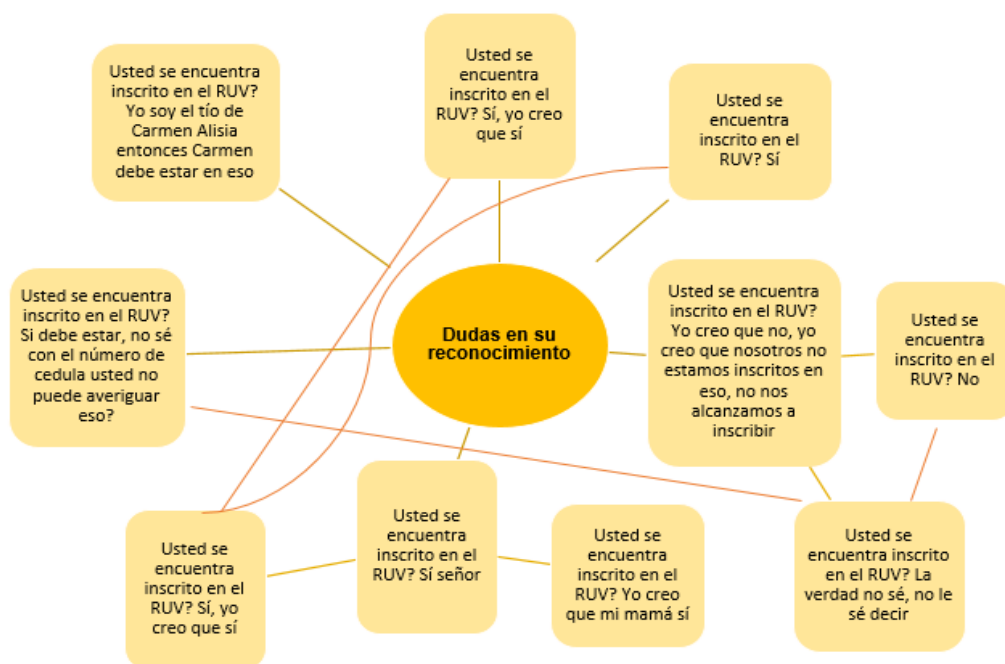 Usted se encuentra
inscrito en el RUV?
Yo soy el tío de
Carmen Alisia
entonces Carmen
debe estar en eso
Usted se
encuentra
inscrito en el
RUV? Sí, yo creo
que sí
Usted se
encuentra
inscrito en el
RUV? Sí
Usted se encuentra
inscrito en el RUV?
Si debe estar, no sé
con el número de
cedula usted no
puede averiguar
eso?
Dudas en su
reconocimiento
Usted se encuentra
inscrito en el RUV?
Yo creo que no, yo
creo que nosotros no
estamos inscritos en
eso, no nos
alcanzamos a
inscribir
Usted se
encuentra
inscrito en el
RUV? No
Usted se
encuentra
inscrito en el
RUV? Sí, yo
creo que sí
Usted se
encuentra
inscrito en el
RUV? Sí señor
Usted se
encuentra
inscrito en el
RUV? Yo creo
que mi mamá sí
Usted se
encuentra inscrito
en el RUV? La
verdad no sé, no le
sé decir